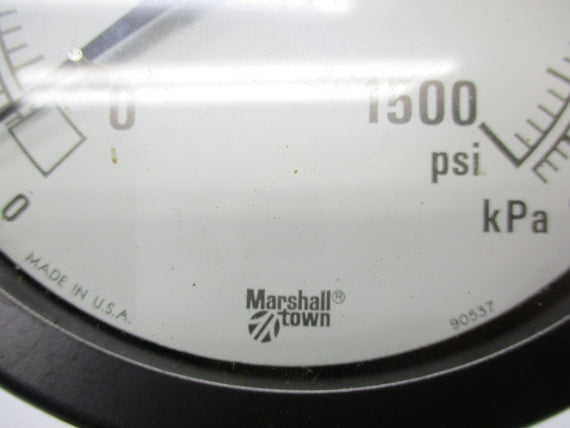 0
1500
psi
kPa
0
MADE IN U.S.A.
Marshall®
town
90537